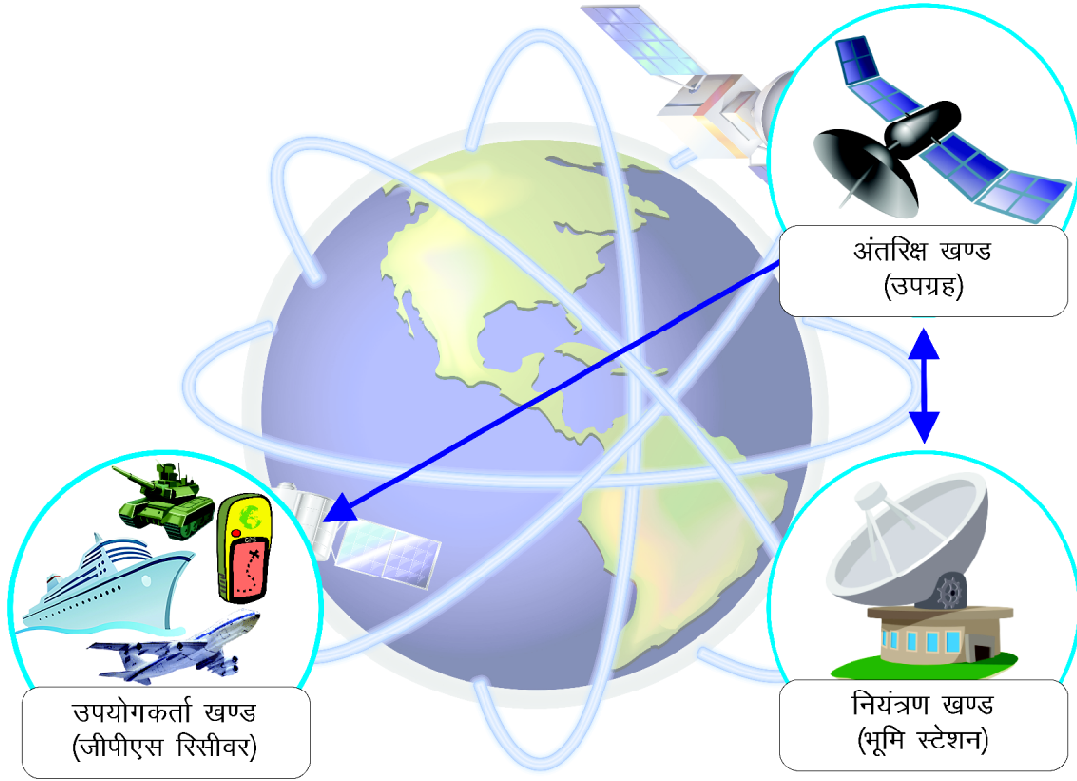 अंतरिक्ष खण्ड
(उपग्रह)
उपयोगकर्ता खण्ड
(जीपीएस रिसीवर)
नियंत्रण खण्ड
(भूमि स्टेशन)